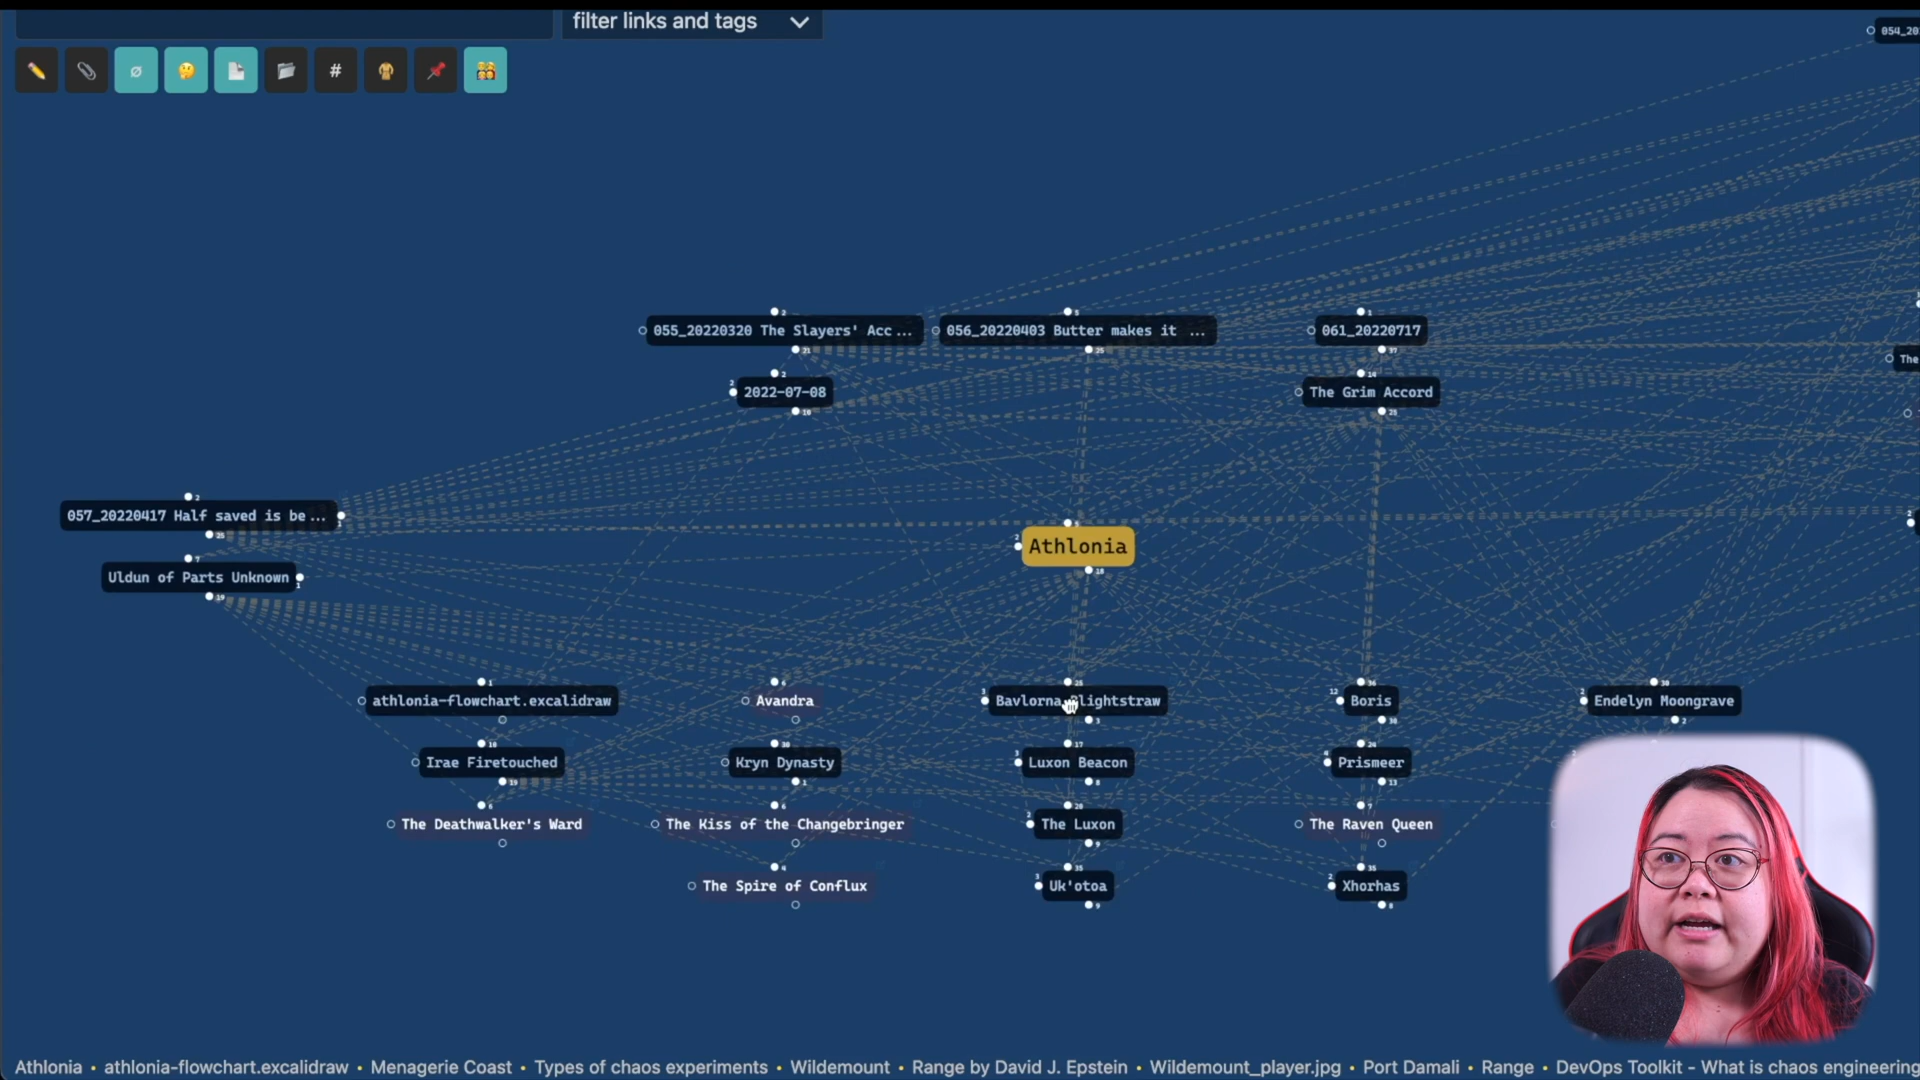 filter links and tags
#
054_20
055_20220320 The Slayers' Acc ...
056_20220403 Butter makes it ...
061_20220717
The
2022-07-08
The Grim Accord
057_20220417 Half saved is be ...
Athlonia
Uldun of Parts Unknown
athlonia-flowchart.excalidraw
Avandra
Bavlorna Blightstraw
Boris
Endelyn Moongrave
Irae Firetouched
Kryn Dynasty
Luxon Beacon
Prismeer
The Deathwalker's Ward
The Kiss of the Changebringer
The Luxon
The Raven Queen
The Spire of Conflux
Uk'otoa
Xhorhas
Athlonia • athlonia-flowchart.excalidraw • Menagerie Coast • Types of chaos experiments • Wildemount • Range by David J. Epstein • Wildemount_player.jpg • Port Damali • Range • DevOps Toolkit - What is chaos engineering